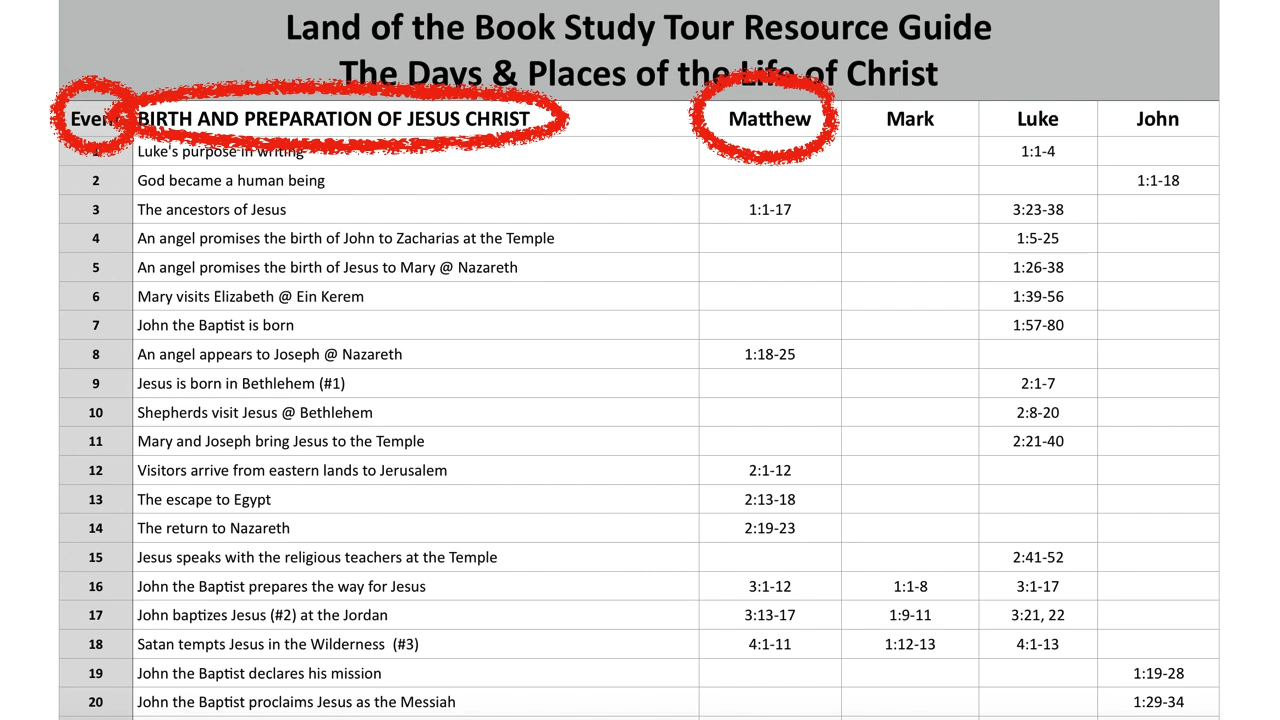 Land of the Book Study Tour Resource Guide
The Days & Places of the Life of Christ
Event BIRTH AND PREPARATION OF JESUS CHRIST Matthew Mark Luke John
1 Luke's purpose in writing 1:1-4
2 God became a human being 1:1-18
3 The ancestors of Jesus 1:1-17 3:23-38
4 An angel promises the birth of John to Zacharias at the Temple 1:5-25
5 An angel promises the birth of Jesus to Mary @ Nazareth 1:26-38
6 Mary visits Elizabeth @ Ein Kerem 1:39-56
7 John the Baptist is born 1:57-80
8 An angel appears to Joseph @ Nazareth 1:18-25
9 Jesus is born in Bethlehem (#1) 2:1-7
10 Shepherds visit Jesus @ Bethlehem 2:8-20
11 Mary and Joseph bring Jesus to the Temple 2:21-40
12 Visitors arrive from eastern lands to Jerusalem 2:1-12
13 The escape to Egypt 2:13-18
14 The return to Nazareth 2:19-23
15 Jesus speaks with the religious teachers at the Temple 2:41-52
16 John the Baptist prepares the way for Jesus 3:1-12 1:1-8 3:1-17
17 John baptizes Jesus (#2) at the Jordan 3:13-17 1:9-11 3:21, 22
18 Satan tempts Jesus in the Wilderness (#3) 4:1-11 1:12-13 4:1-13
19 John the Baptist declares his mission 1:19-28
20 John the Baptist proclaims Jesus as the Messiah 1:29-34